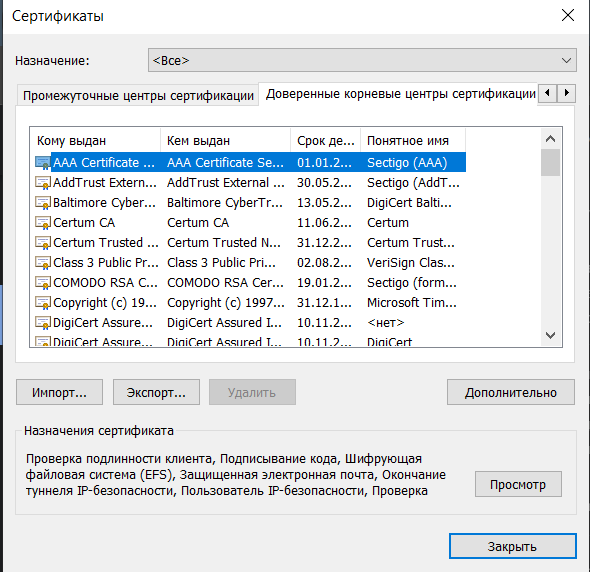 Сертификаты
Назначение: <Все>
Промежуточные центры сертификации Доверенные корневые центры сертификации
Кому выдан Кем выдан Срок де... Понятное имя
AAA Certificate ... AAA Certificate Se... 01.01.2... Sectigo (AAA)
AddTrust Extern... AddTrust External ... 30.05.2... Sectigo (AddT...
Baltimore Cyber... Baltimore CyberTr... 13.05.2... DigiCert Balti...
Certum CA Certum CA 11.06.2... Certum
Certum Trusted ... Certum Trusted N... 31.12.2... Certum Trust...
Class 3 Public P... Class 3 Public Pri... 02.08.2... VeriSign Clas...
COMODO RSA C... COMODO RSA Cer... 19.01.2... Sectigo (form...
Copyright (c) 19... Copyright (c) 1997... 31.12.1... Microsoft Tim...
DigiCert Assure... DigiCert Assured I... 10.11.2... <нет>
DigiCert Assure... DigiCert Assured I... 10.11.2... DigiCert
Импорт... Экспорт... Удалить Дополнительно
Назначения сертификата
Проверка подлинности клиента, Подписывание кода, Шифрующая
файловая система (EFS), Защищенная электронная почта, Окончание
туннеля IP-безопасности, Пользователь IP-безопасности, Проверка
Просмотр
Закрыть